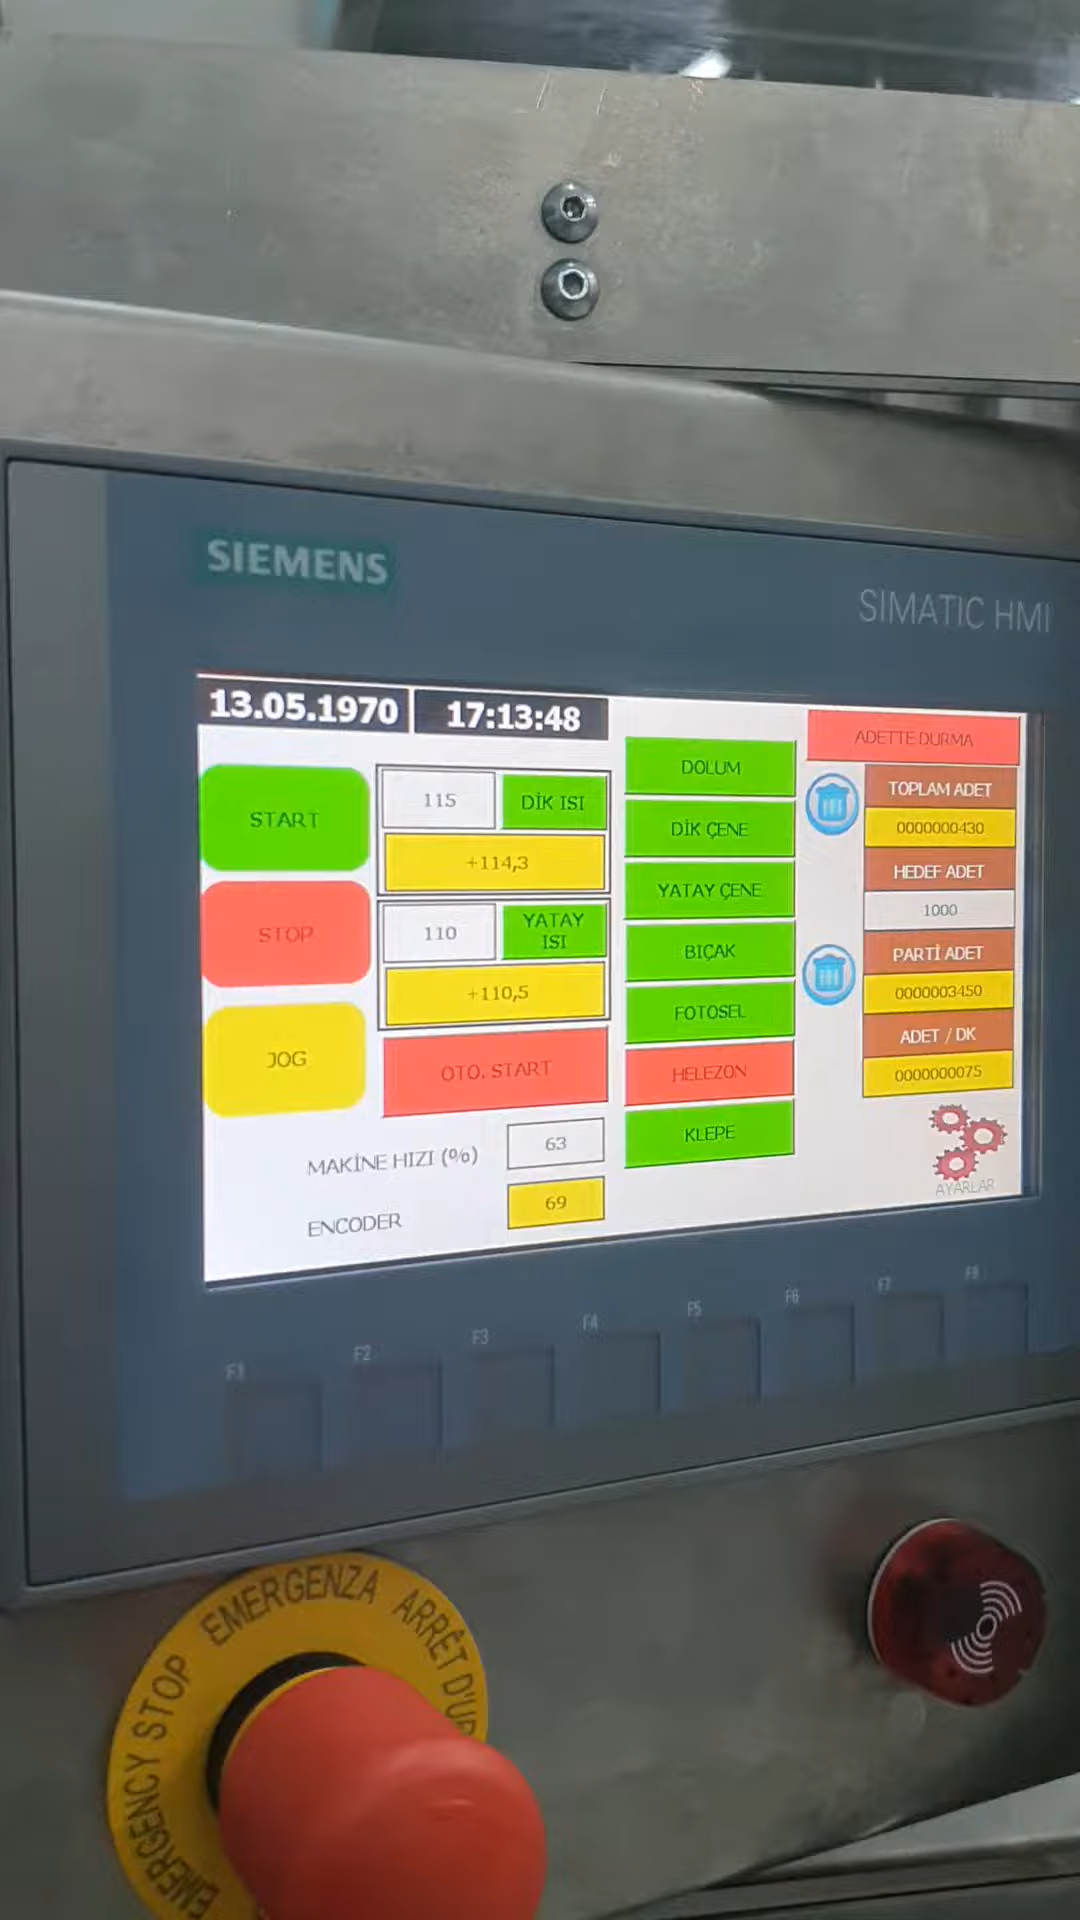 SIEMENS
SIMATIC HMI
13.05.1970 17:13:48
START
STOP
JOG
115 DİK ISI
+114,3
110 YATAY ISI
+110,5
OTO. START
MAKİNE HIZI (%) 63
ENCODER 69
DOLUM
DİK ÇENE
YATAY ÇENE
BIÇAK
FOTOSEL
HELEZON
KLEPE
ADETTE DURMA
TOPLAM ADET
0000000430
HEDEF ADET
1000
PARTİ ADET
0000003450
ADET / DK
0000000075
AYARLAR
F1 F2 F3 F4 F5 F6 F7 F8
EMERGENCY STOP EMERGENZA ARRÊT